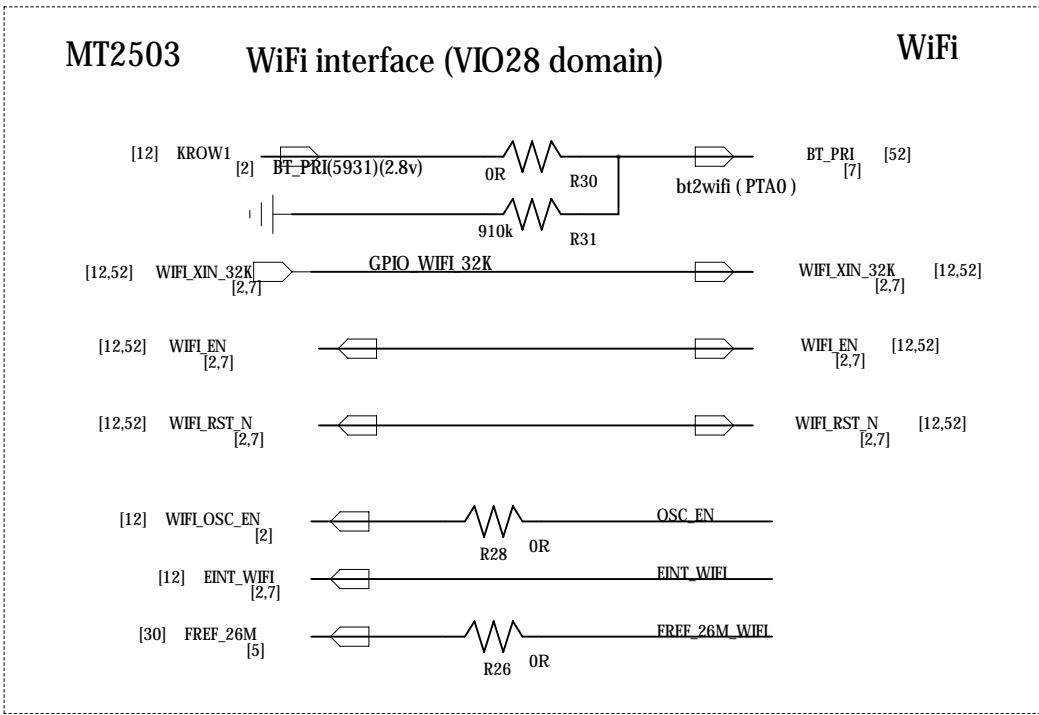 MT2503 WiFi interface (VIO28 domain) WiFi
[12] KROW1 BT_PRI [52]
[2] BT_PRI(5931)(2.8v) [7]
0R R30 bt2wifi ( PTA0 )
910k R31
[12,52] WIFI_XIN_32K GPIO_WIFI_32K WIFI_XIN_32K [12,52]
[2,7] [2,7]
[12,52] WIFI_EN WIFI_EN [12,52]
[2,7] [2,7]
[12,52] WIFI_RST_N WIFI_RST_N [12,52]
[2,7] [2,7]
[12] WIFI_OSC_EN OSC_EN
[2]
R28 0R
[12] EINT_WIFI EINT_WIFI
[2,7]
[30] FREF_26M FREF_26M_WIFI
[5]
R26 0R